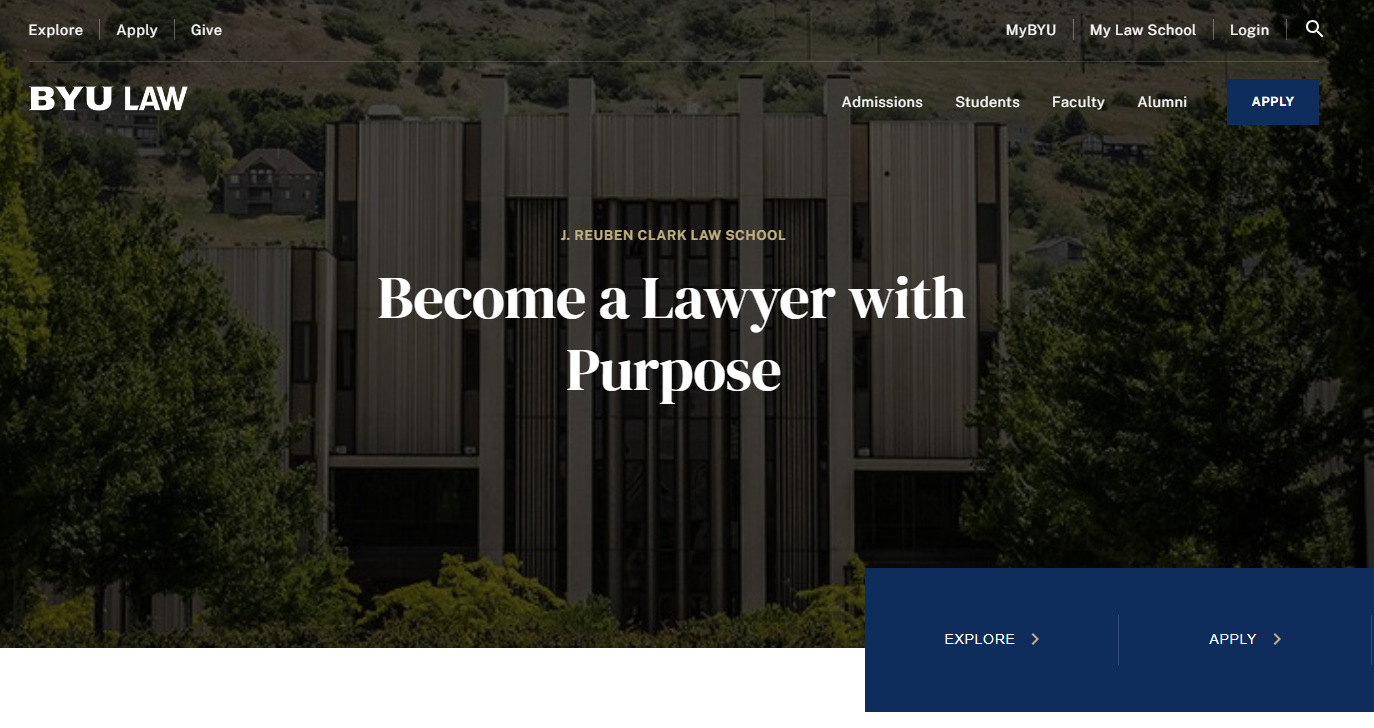 Explore Apply Give MyBYU My Law School Login
BYU LAW Admissions Students Faculty Alumni APPLY
J. REUBEN CLARK LAW SCHOOL
Become a Lawyer with
Purpose
EXPLORE APPLY